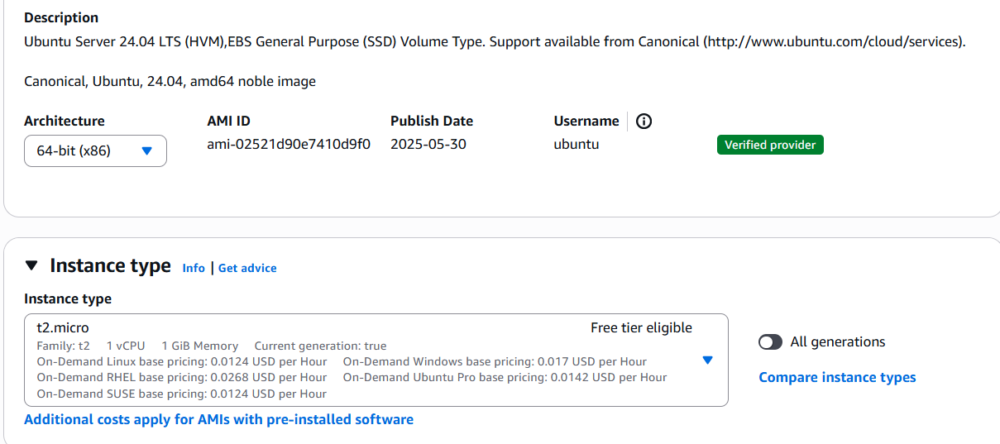 Description
Ubuntu Server 24.04 LTS (HVM),EBS General Purpose (SSD) Volume Type. Support available from Canonical (http://www.ubuntu.com/cloud/services).
Canonical, Ubuntu, 24.04, amd64 noble image
Architecture AMI ID Publish Date Username
64-bit (x86) ami-02521d90e7410d9f0 2025-05-30 ubuntu Verified provider
Instance type Info | Get advice
Instance type
t2.micro Free tier eligible
Family: t2 1 vCPU 1 GiB Memory Current generation: true
On-Demand Linux base pricing: 0.0124 USD per Hour On-Demand Windows base pricing: 0.017 USD per Hour
On-Demand RHEL base pricing: 0.0268 USD per Hour On-Demand Ubuntu Pro base pricing: 0.0142 USD per Hour
On-Demand SUSE base pricing: 0.0124 USD per Hour
All generations
Compare instance types
Additional costs apply for AMIs with pre-installed software